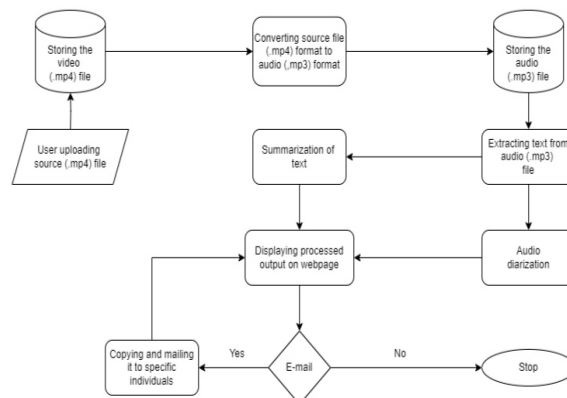 Storing the
video
(.mp4) file
Converting source file
(.mp4) format to
audio (,mp3) format
Storing the
audio
(.mp3) file
User uploading
source (.mp4) file
Summarization of
text
Extracting text from
audio (.mp3)
file
Displaying processed
output on webpage
Audio
diarization
Copying and mailing
it to specific
individuals
Yes
E-mail
No
Stop